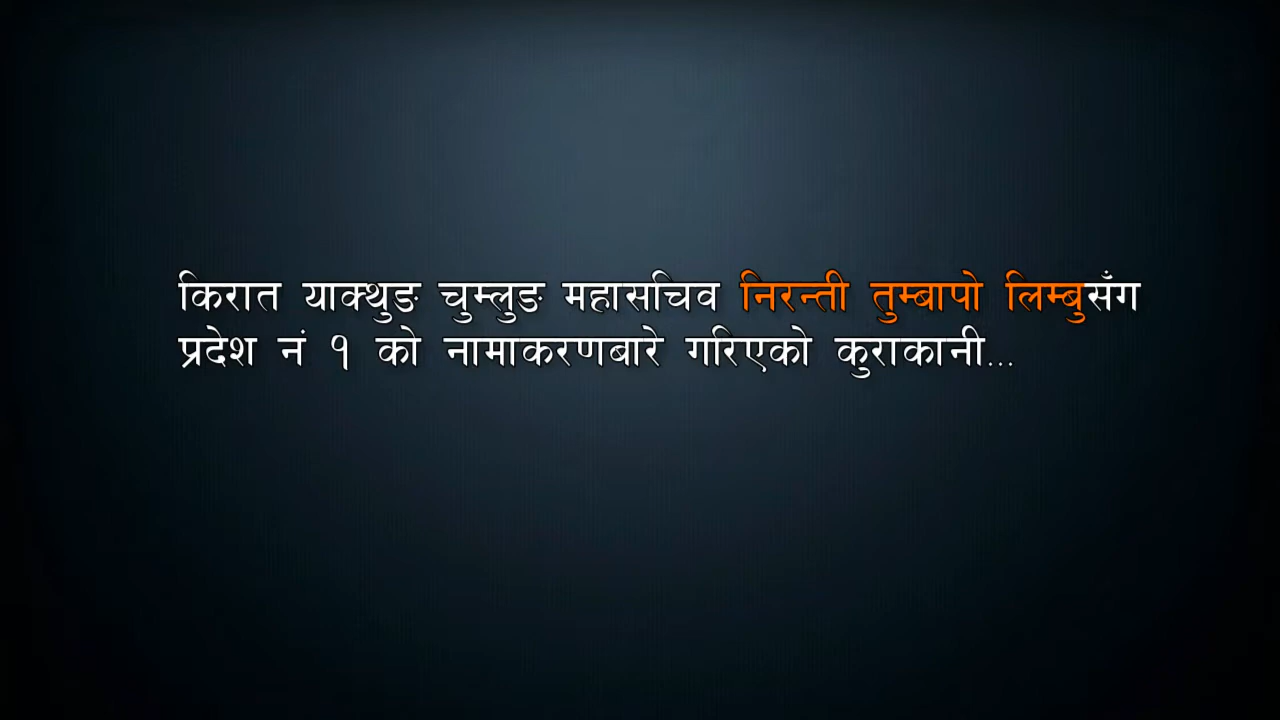 किरात याक्थुङ चुम्लुङ महासचिव निरन्ती तुम्बापो लिम्बुसँग
प्रदेश नं १ को नामाकरणबारे गरिएको कुराकानी...